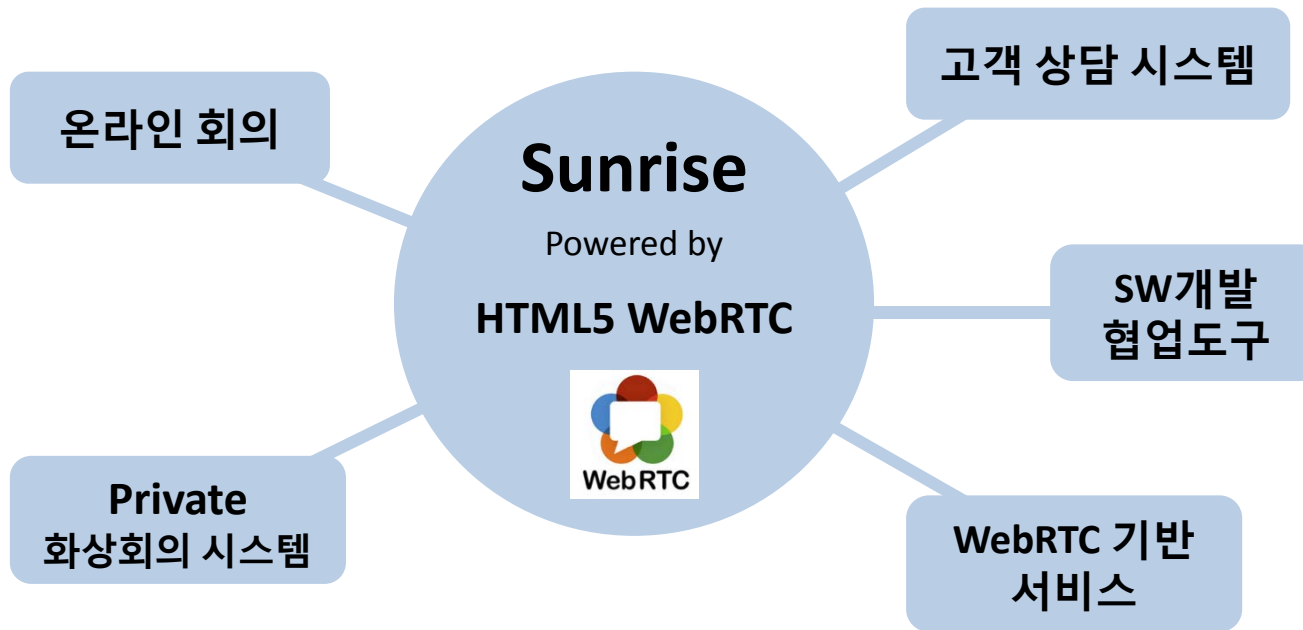 온라인 회의
고객 상담 시스템
Sunrise
Powered by
HTML5 WebRTC
WebRTC
SW개발
협업도구
Private
화상회의 시스템
WebRTC 기반
서비스